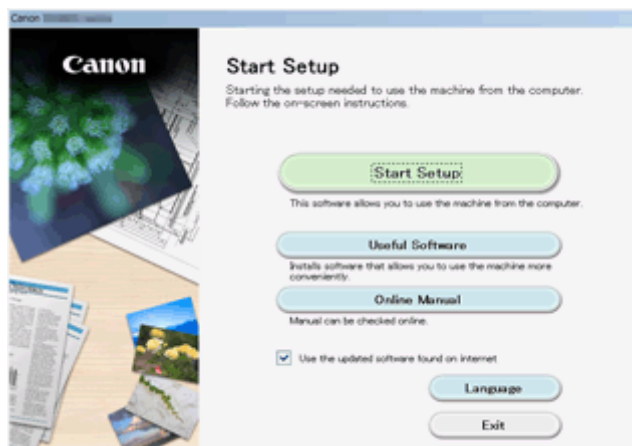 Canon
Canon
Start Setup
Starting the setup needed to use the machine from the computer.
Follow the on-screen instructions.
Start Setup
This software allows you to use the machine from the computer.
Useful Software
Installs software that allows you to use the machine more
conveniently.
Online Manual
Manual can be checked online.
Use the updated software found on internet
Language
Exit